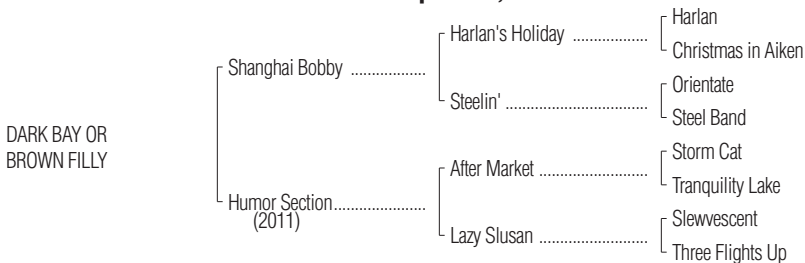 Harlan
Harlan's Holiday ..................
Christmas in Aiken
Shanghai Bobby ..................
Orientate
Steelin' ..................................
Steel Band
DARK BAY OR
BROWN FILLY
Storm Cat
After Market ..........................
Tranquility Lake
Humor Section......................
(2011)
Slewvescent
Lazy Slusan ..........................
Three Flights Up